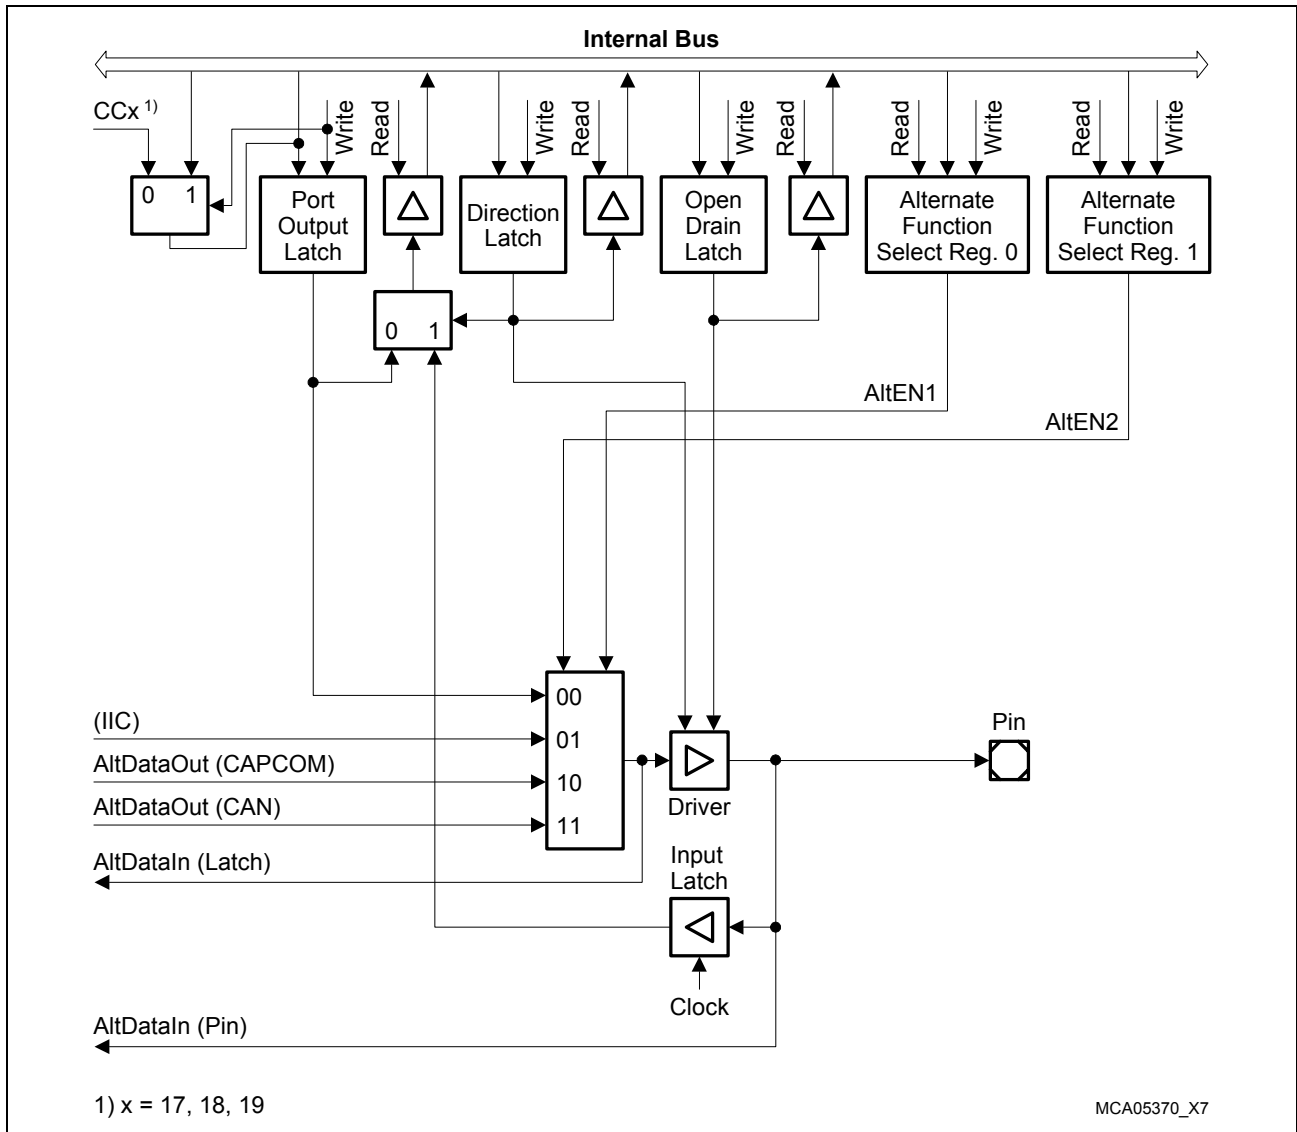 Internal Bus
CCx 1)
Write
Read
Write
Read
Write
Read
Read
Write
Read
Write
0 1
Port
Output
Latch
Direction
Latch
Open
Drain
Latch
Alternate
Function
Select Reg. 0
Alternate
Function
Select Reg. 1
0 1
AltEN1
AltEN2
00
01
10
11
(IIC)
AltDataOut (CAPCOM)
AltDataOut (CAN)
AltDataIn (Latch)
Driver
Pin
Input
Latch
Clock
AltDataIn (Pin)
1) x = 17, 18, 19
MCA05370_X7